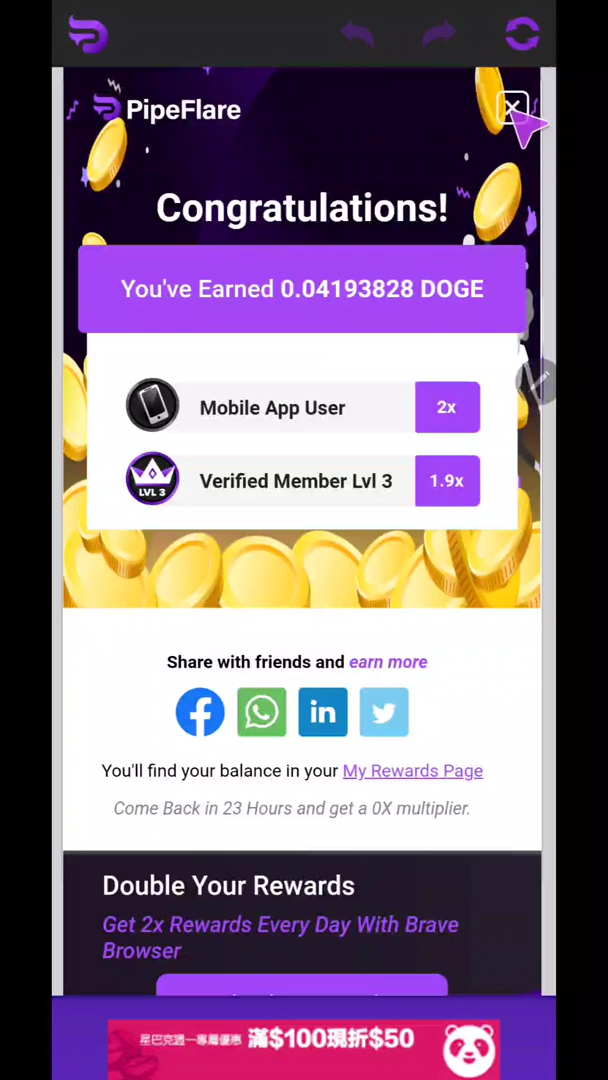 PipeFlare
Congratulations!
You've Earned 0.04193828 DOGE
Mobile App User
2x
LVL 3
Verified Member Lvl 3
1.9x
Share with friends and earn more
You'll find your balance in your My Rewards Page
Come Back in 23 Hours and get a 0X multiplier.
Double Your Rewards
Get 2x Rewards Every Day With Brave
Browser
星巴克週一專屬優惠 滿$100現折$50